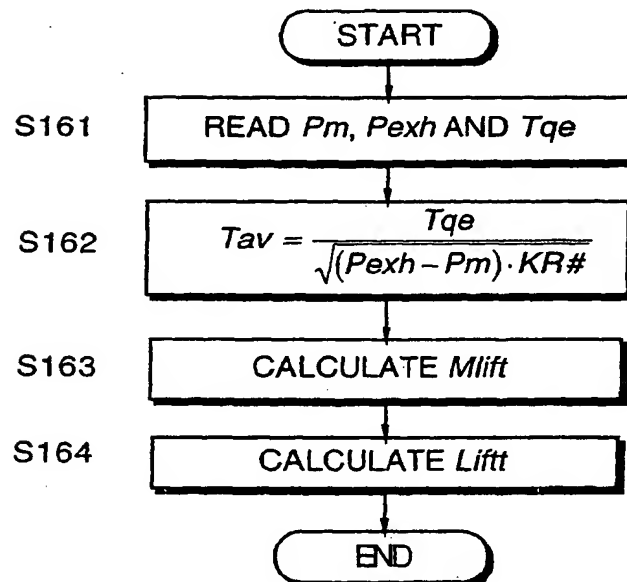 START
S161 READ Pm, Pexh AND Tqe
S162 Tav = Tqe / √(Pexh – Pm) · KR#
S163 CALCULATE Mlift
S164 CALCULATE Liftt
END